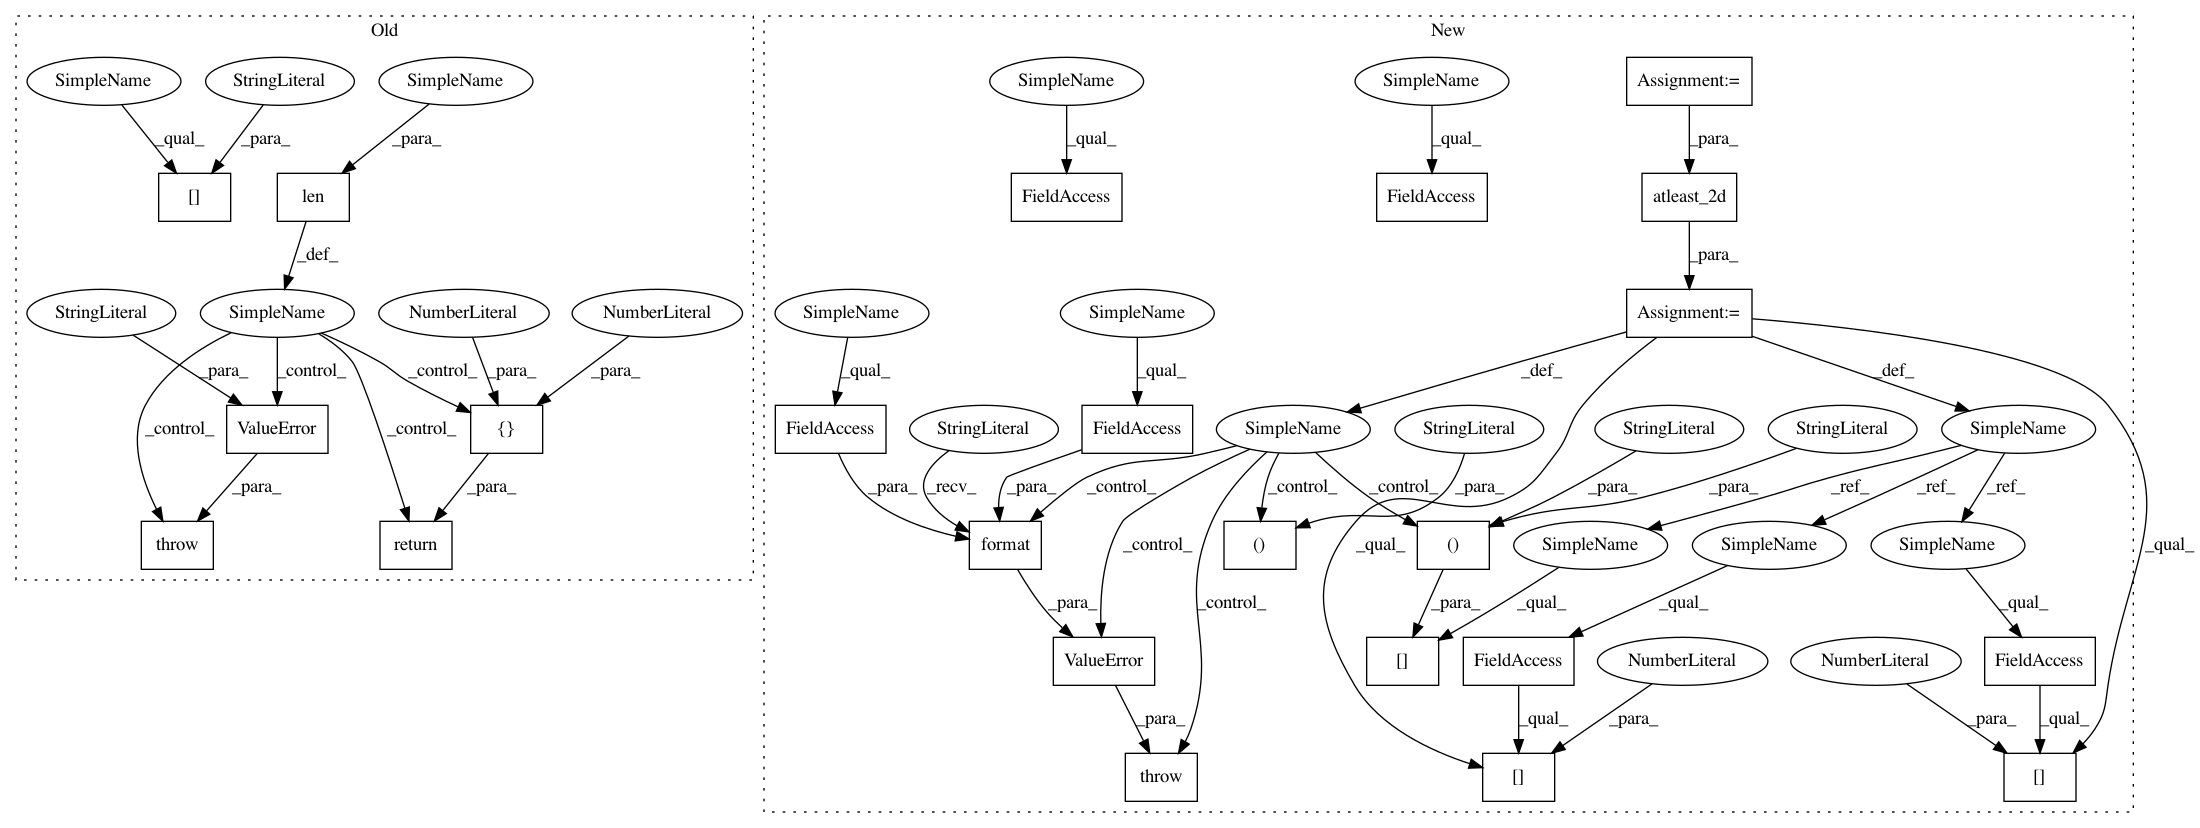 Old
New
SimpleName
StringLiteral
SimpleName
SimpleName
SimpleName
Assignment:=
_qual_
_para_
_para_
_qual_
_qual_
_para_
[]
len
FieldAccess
FieldAccess
atleast_2d
_def_
_para_
StringLiteral
SimpleName
NumberLiteral
NumberLiteral
SimpleName
SimpleName
Assignment:=
_para_
_control_
_control_
_para_
_para_
_qual_
_qual_
_def_
_def_
_control_
_control_
ValueError
{}
FieldAccess
StringLiteral
FieldAccess
SimpleName
StringLiteral
StringLiteral
StringLiteral
SimpleName
_para_
_para_
_para_
_recv_
_para_
_control_
_control_
_control_
_para_
_para_
_para_
_ref_
_ref_
_ref_
throw
return
format
()
()
SimpleName
SimpleName
SimpleName
_control_
_qual_
_qual_
_para_
_control_
_para_
_qual_
_qual_
_qual_
ValueError
[]
FieldAccess
NumberLiteral
NumberLiteral
FieldAccess
_para_
_qual_
_para_
_para_
_qual_
throw
[]
[]